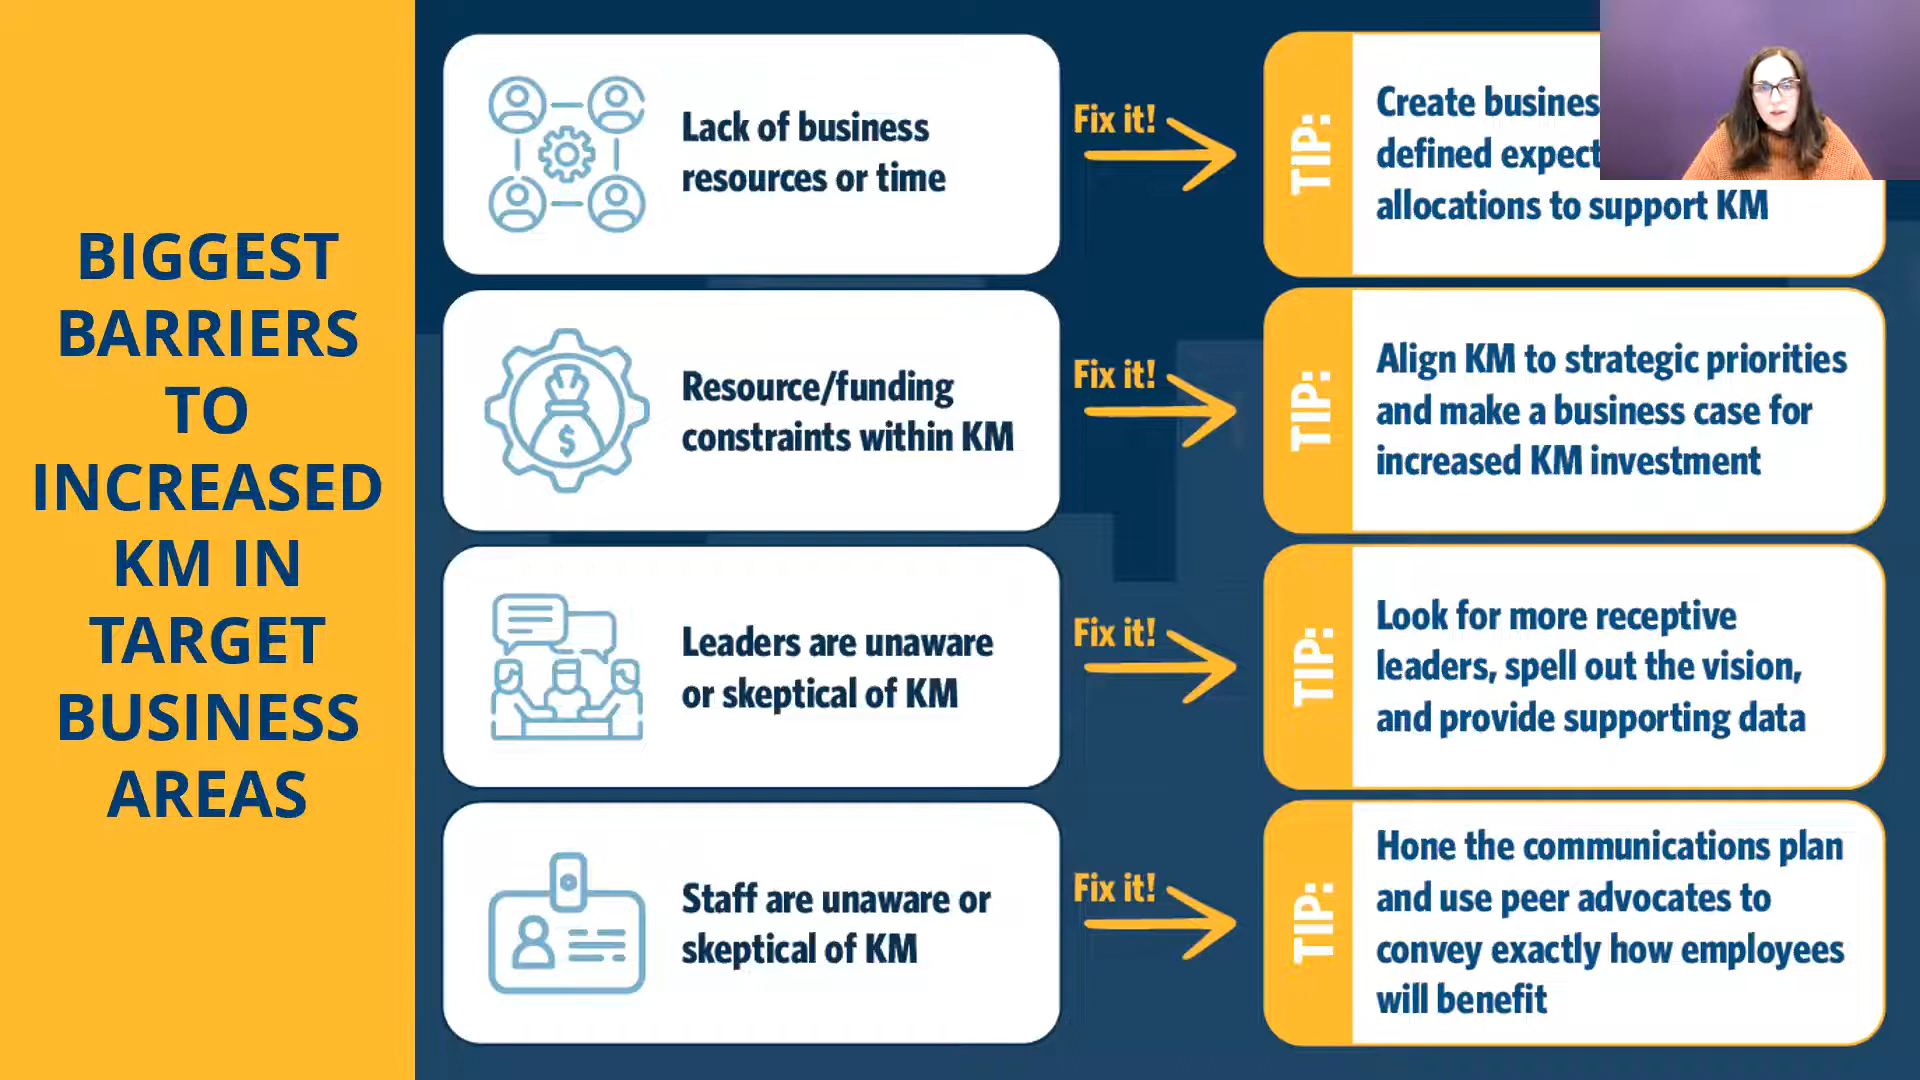 BIGGEST
BARRIERS
TO
INCREASED
KM IN
TARGET
BUSINESS
AREAS
Lack of business
resources or time
Fix it!
TIP:
Create
defined
allocations to support KM
Resource/funding
constraints within KM
$
Fix it!
TIP:
Align KM to strategic priorities
and make a business case for
increased KM investment
Leaders are unaware
or skeptical of KM
Fix it!
TIP:
Look for more receptive
leaders, spell out the vision,
and provide supporting data
Staff are unaware or
skeptical of KM
Fix it!
TIP:
Hone the communications plan
and use peer advocates to
convey exactly how employees
will benefit